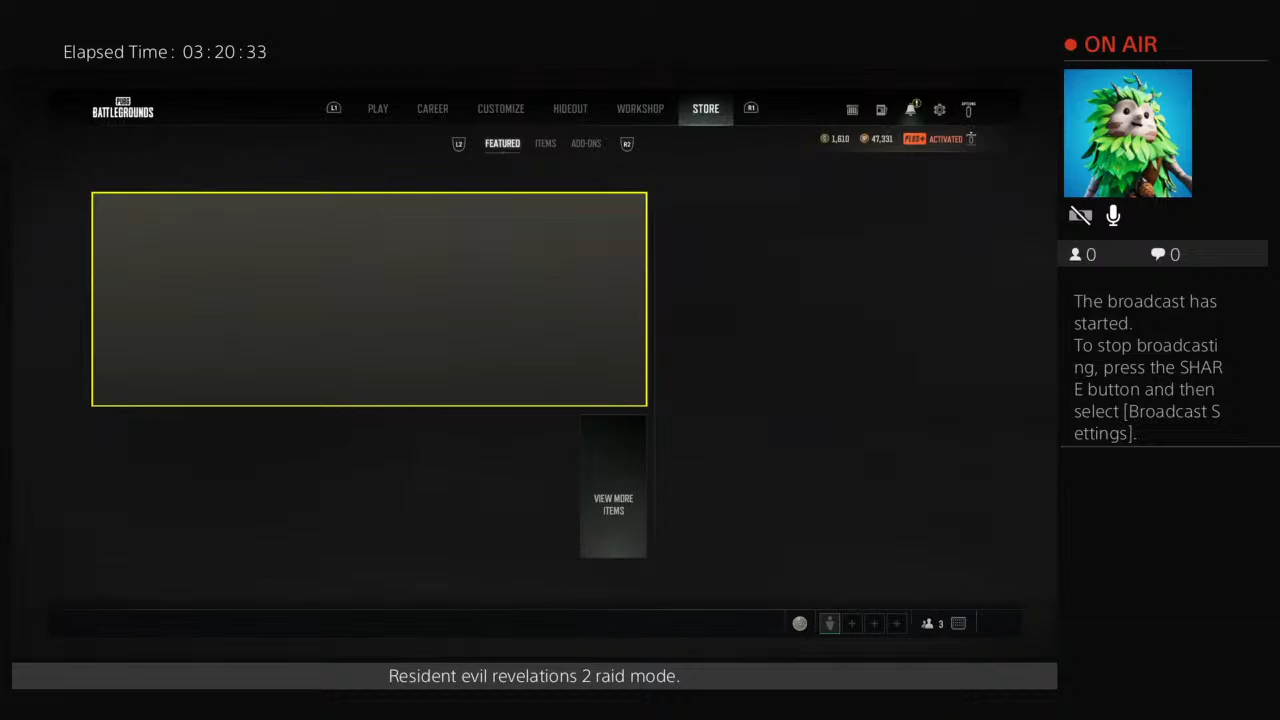 Elapsed Time: 03:20:33
ON AIR
PUBG
BATTLEGROUNDS
L1 PLAY CAREER CUSTOMIZE HIDEOUT WORKSHOP STORE R1
OPTIONS
L2 FEATURED ITEMS ADD-ONS R2
1,610 47,331 PLUS+ ACTIVATED
0 0
The broadcast has
started.
To stop broadcasti
ng, press the SHAR
E button and then
select [Broadcast S
ettings].
VIEW MORE
ITEMS
3
Resident evil revelations 2 raid mode.